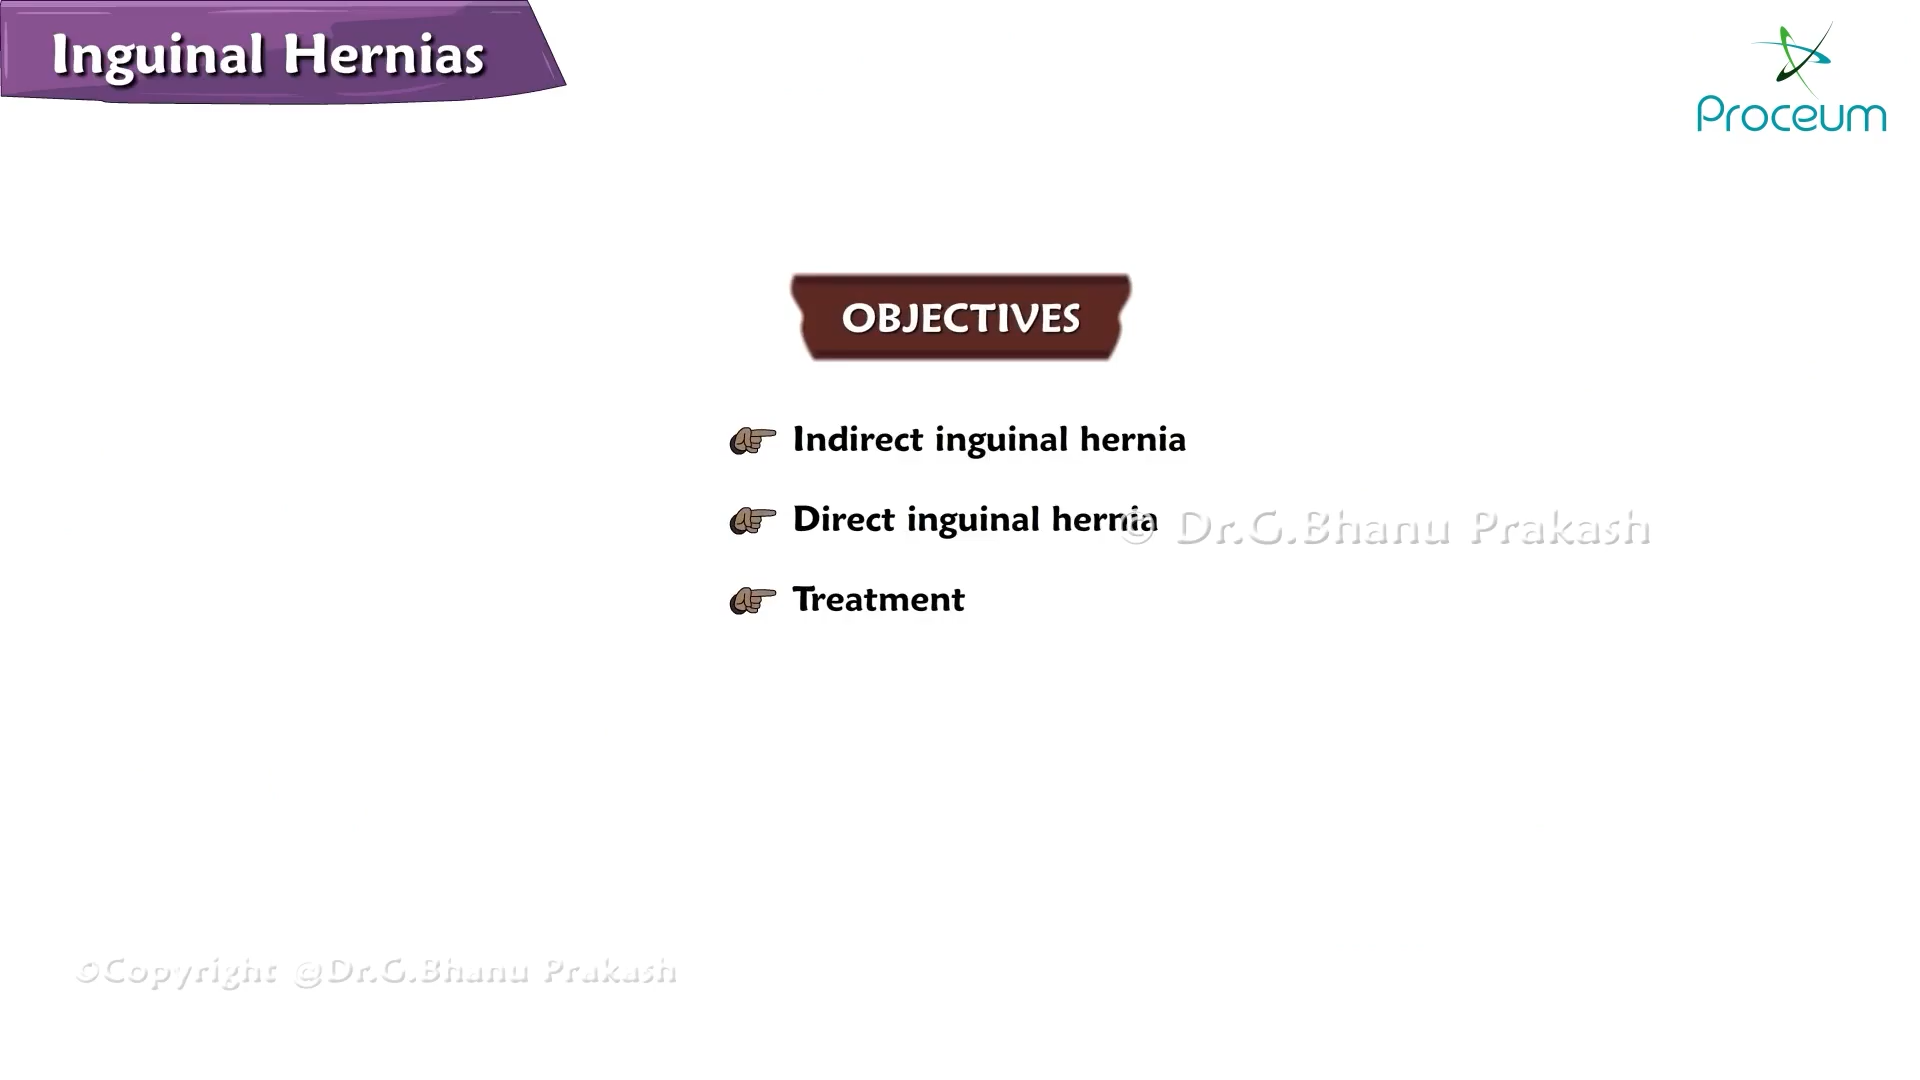 Inguinal Hernias
Proceum
OBJECTIVES
Indirect inguinal hernia
Direct inguinal hernia
© Dr.G.Bhanu Prakash
Treatment
©Copyright @Dr.G.Bhanu Prakash